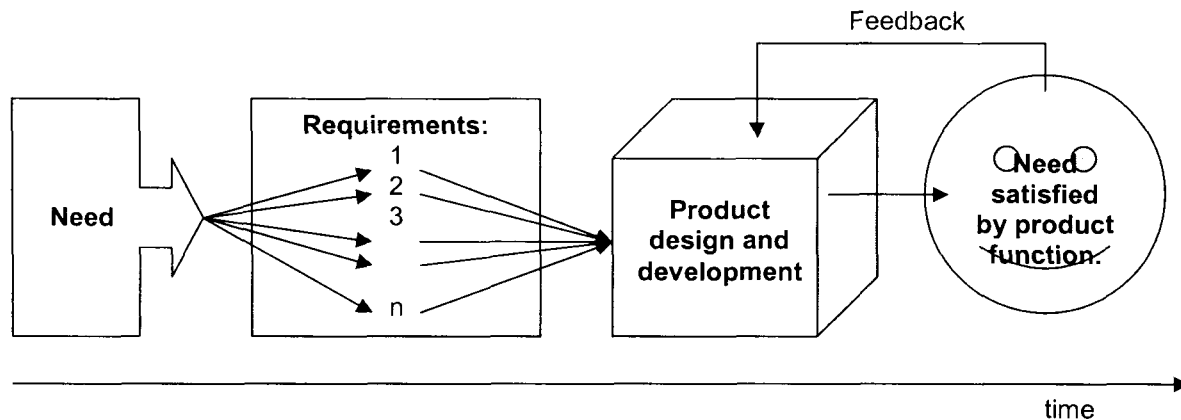 Feedback
Need
Requirements:
1
2
3
n
Product
design and
development
Need
satisfied
by product
function.
time